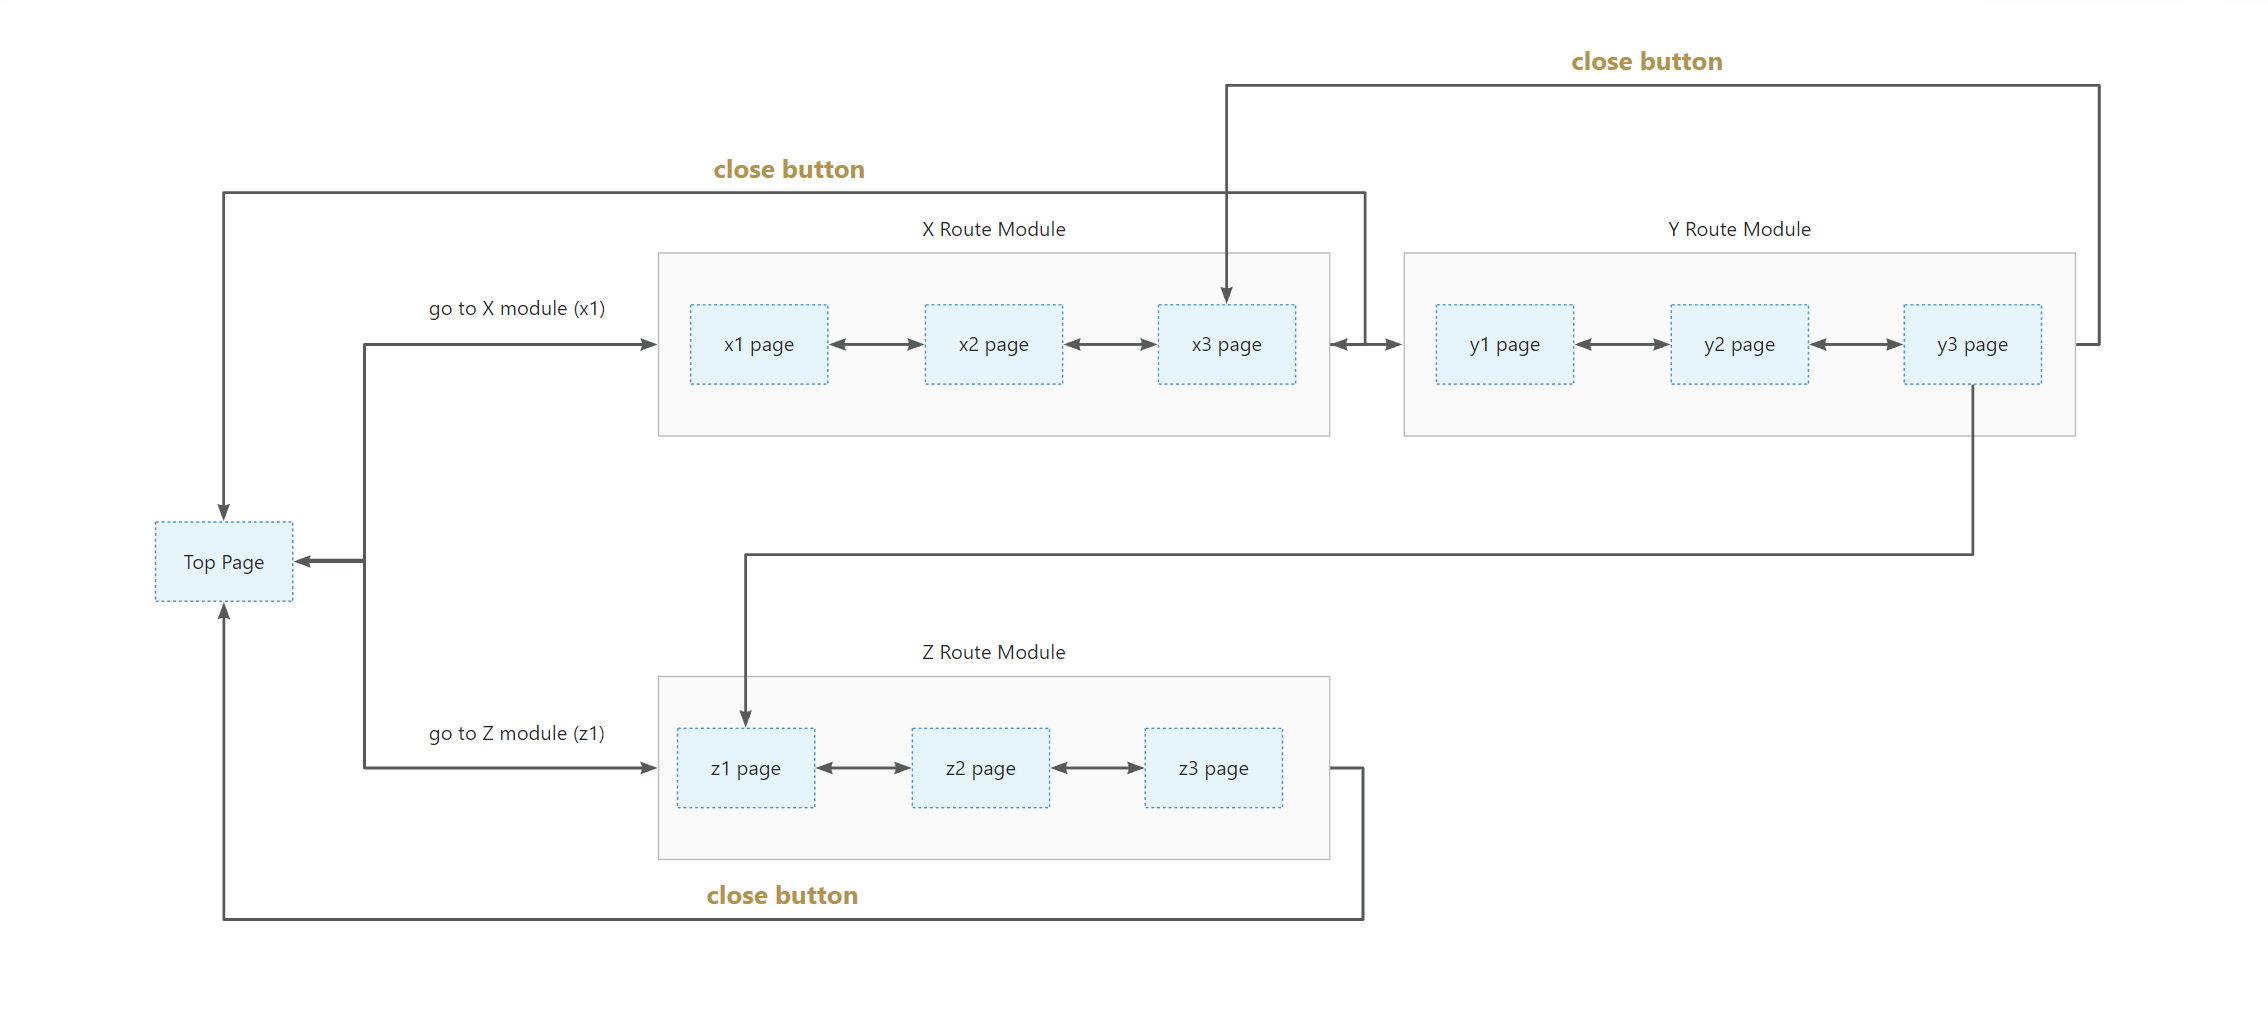 close button
close button
X Route Module
Y Route Module
go to X module (x1)
x1 page
x2 page
x3 page
y1 page
y2 page
y3 page
Top Page
Z Route Module
go to Z module (z1)
z1 page
z2 page
z3 page
close button